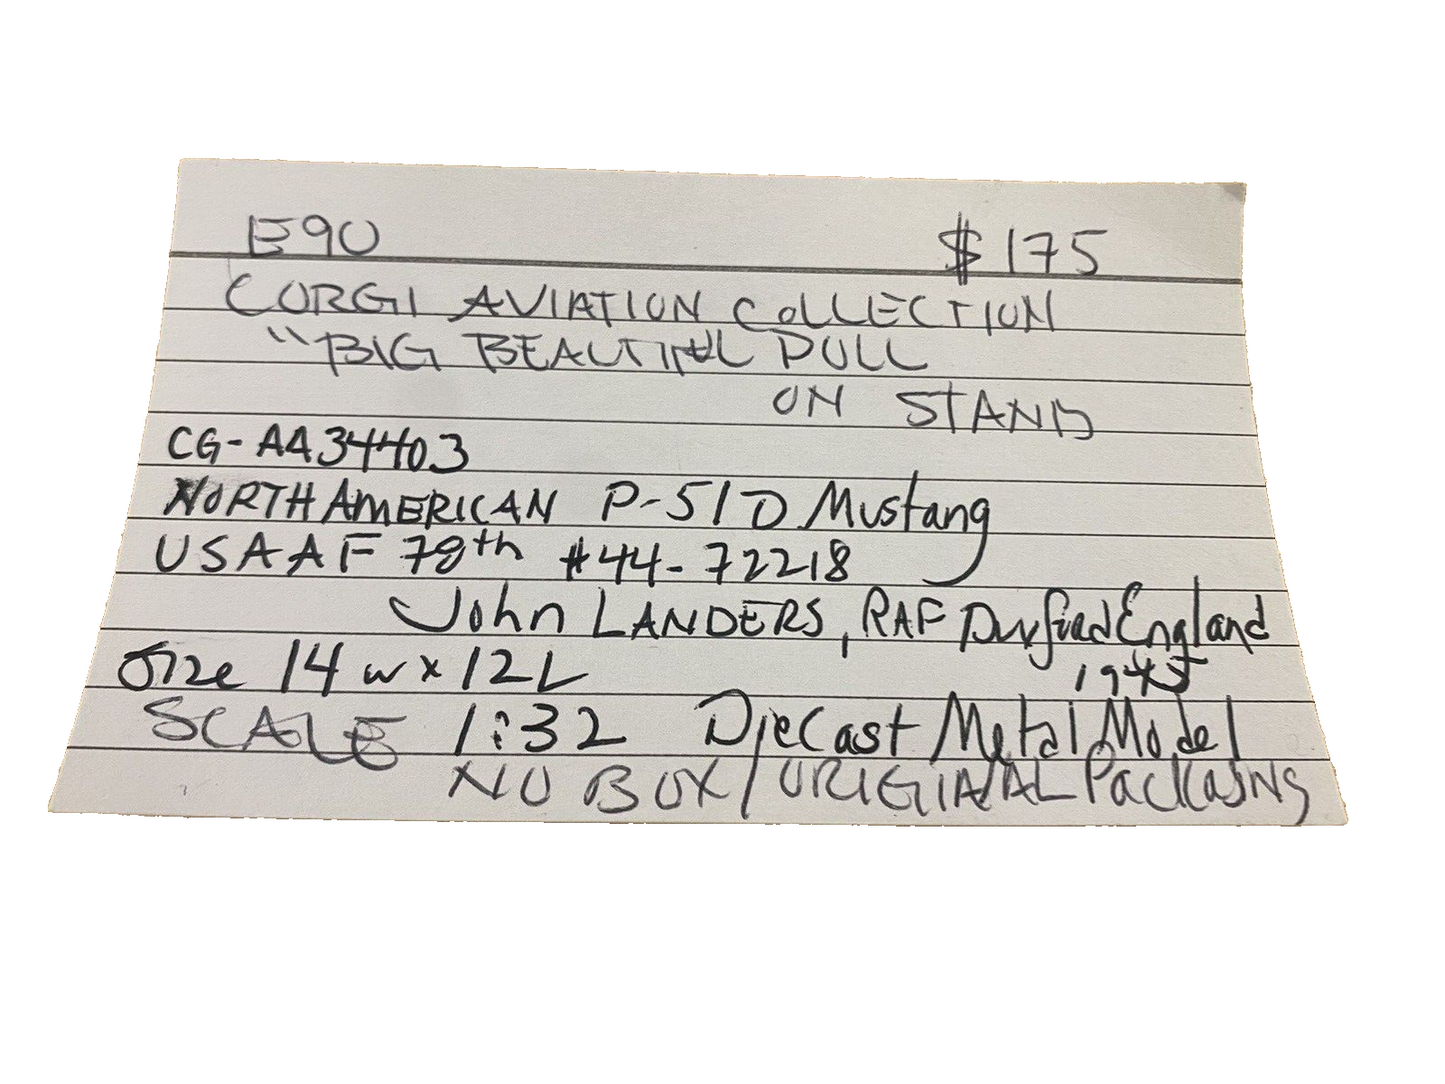 E90 $175
CORGI AVIATION COLLECTION
"BIG BEAUTIFUL DOLL
ON STAND
CG-AA34403
NORTH AMERICAN P-51D Mustang
USAAF 78th #44-72218
John LANDERS, RAF Duxford England
1945
Size 14 w x 12 L
SCALE 1:32 DieCast Metal Model
NO BOX/ORIGINAL Packaging